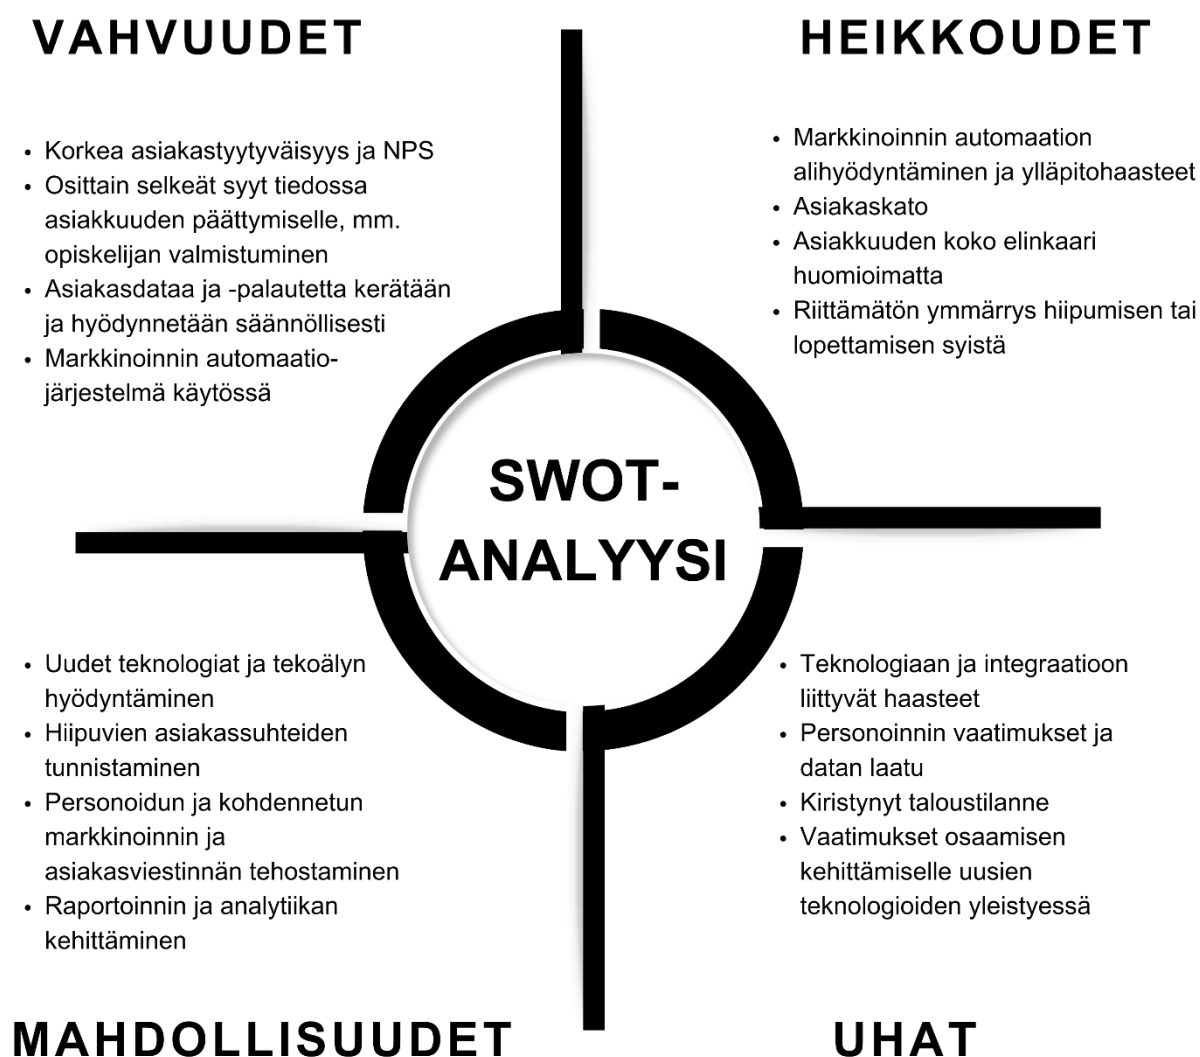 VAHVUUDET
• Korkea asiakastyytyväisyys ja NPS
• Osittain selkeät syyt tiedossa
asiakkuuden päättymiselle, mm.
opiskelijan valmistuminen
• Asiakasdataa ja -palautetta kerätään
ja hyödynnetään säännöllisesti
• Markkinoinnin automaatio-
järjestelmä käytössä
HEIKKOUDET
• Markkinoinnin automaation
alihyödyntäminen ja ylläpitohaasteet
• Asiakaskato
• Asiakkuuden koko elinkaari
huomioimatta
• Riittämätön ymmärrys hiipumisen tai
lopettamisen syistä
SWOT-
ANALYYSI
• Uudet teknologiat ja tekoälyn
hyödyntäminen
• Hiipuvien asiakassuhteiden
tunnistaminen
• Personoidun ja kohdennetun
markkinoinnin ja
asiakasviestinnän tehostaminen
• Raportoinnin ja analytiikan
kehittäminen
MAHDOLLISUUDET
• Teknologiaan ja integraatioon
liittyvät haasteet
• Personoinnin vaatimukset ja
datan laatu
• Kiristynyt taloustilanne
• Vaatimukset osaamisen
kehittämiselle uusien
teknologioiden yleistyessä
UHAT